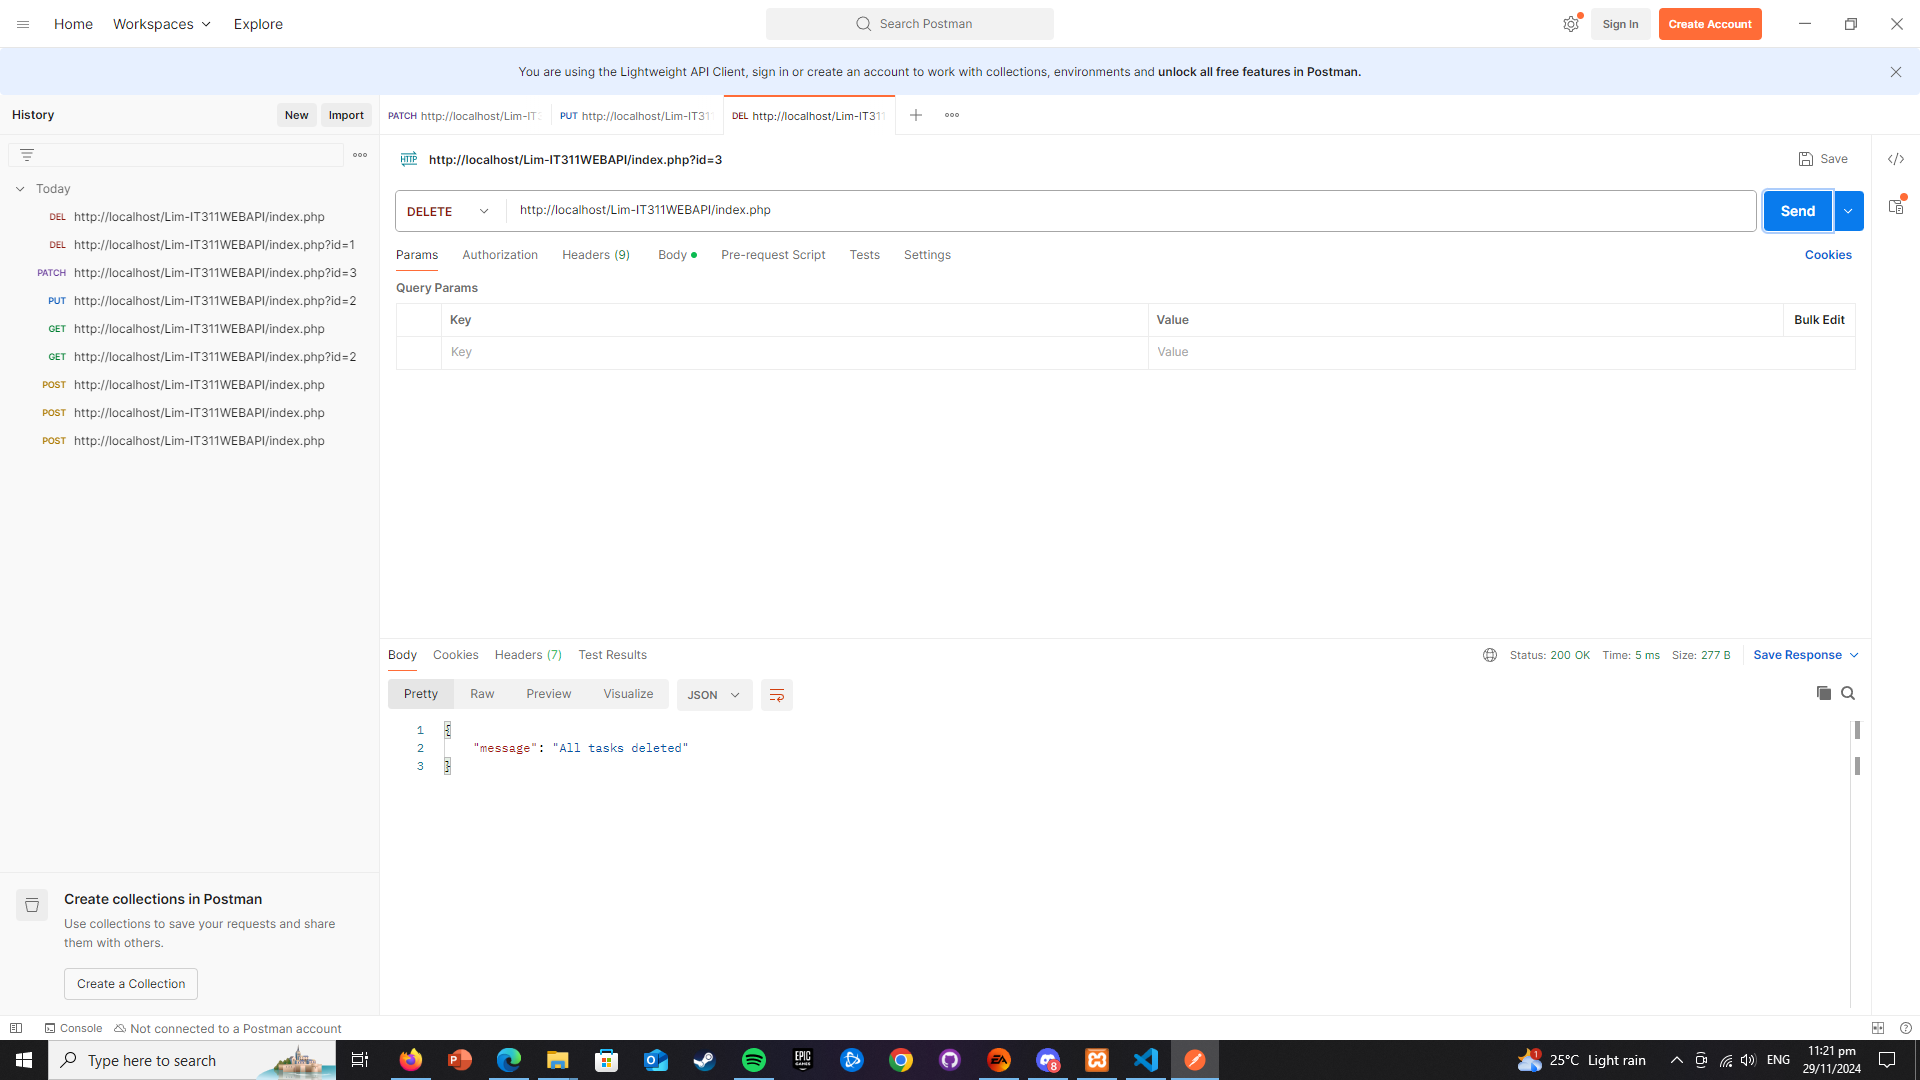 Home Workspaces Explore Search Postman Sign In Create Account
You are using the Lightweight API Client, sign in or create an account to work with collections, environments and unlock all free features in Postman.
History New Import
PATCH http://localhost/Lim-IT3 PUT http://localhost/Lim-IT311 DEL http://localhost/Lim-IT311
HTTP http://localhost/Lim-IT311WEBAPI/index.php?id=3 Save
Today
DEL http://localhost/Lim-IT311WEBAPI/index.php
DEL http://localhost/Lim-IT311WEBAPI/index.php?id=1
PATCH http://localhost/Lim-IT311WEBAPI/index.php?id=3
PUT http://localhost/Lim-IT311WEBAPI/index.php?id=2
GET http://localhost/Lim-IT311WEBAPI/index.php
GET http://localhost/Lim-IT311WEBAPI/index.php?id=2
POST http://localhost/Lim-IT311WEBAPI/index.php
POST http://localhost/Lim-IT311WEBAPI/index.php
POST http://localhost/Lim-IT311WEBAPI/index.php
DELETE http://localhost/Lim-IT311WEBAPI/index.php Send
Params Authorization Headers (9) Body Pre-request Script Tests Settings Cookies
Query Params
Key Value Bulk Edit
Key Value
Body Cookies Headers (7) Test Results Status: 200 OK Time: 5 ms Size: 277 B Save Response
Pretty Raw Preview Visualize JSON
1 {
2 "message": "All tasks deleted"
3 }
Create collections in Postman
Use collections to save your requests and share
them with others.
Create a Collection
Console Not connected to a Postman account
Type here to search
EPIC GAMES
EA
8
1
25°C Light rain
ENG
11:21 pm
29/11/2024